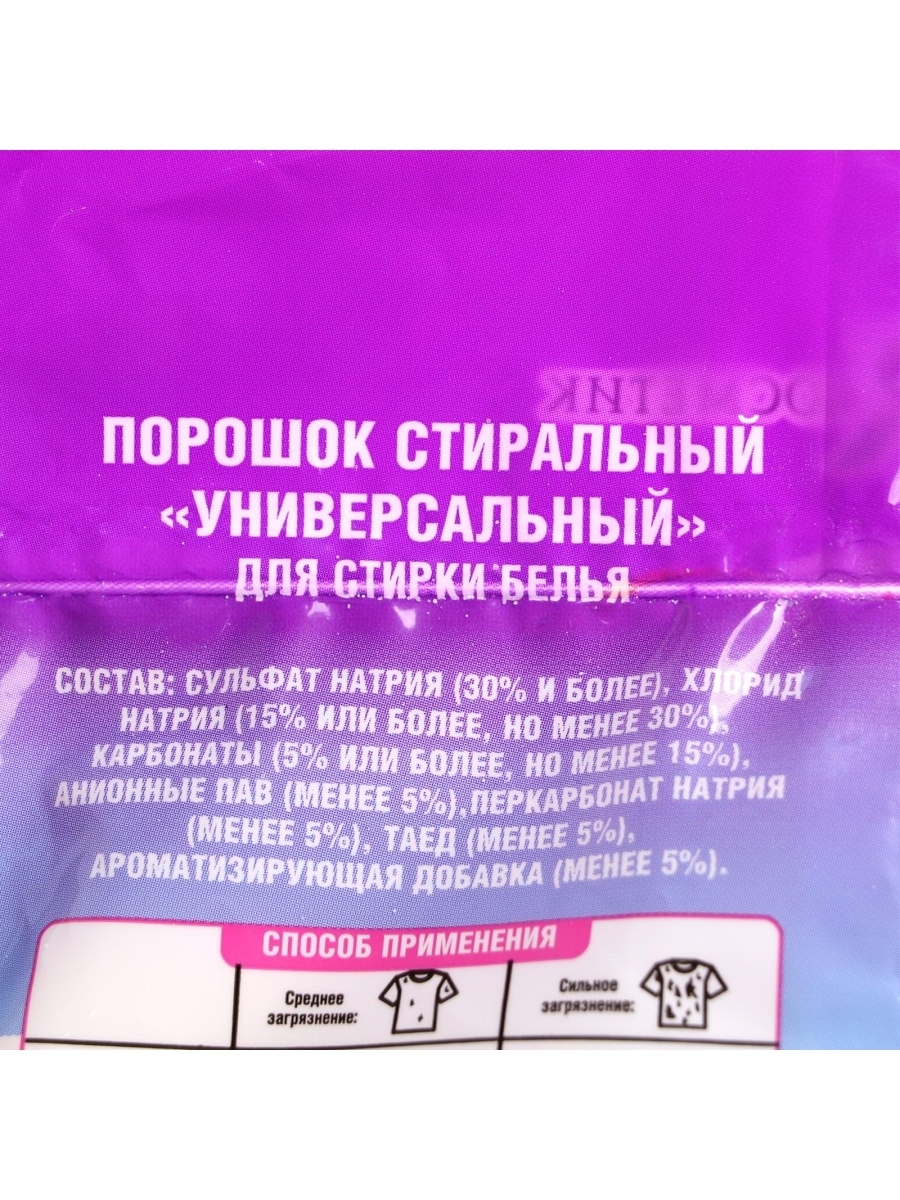 ПОРОШОК СТИРАЛЬНЫЙ
«УНИВЕРСАЛЬНЫЙ»
ДЛЯ СТИРКИ БЕЛЬЯ
СОСТАВ: СУЛЬФАТ НАТРИЯ (30% И БОЛЕЕ), ХЛОРИД
НАТРИЯ (15% ИЛИ БОЛЕЕ, НО МЕНЕЕ 30%),
КАРБОНАТЫ (5% ИЛИ БОЛЕЕ, НО МЕНЕЕ 15%),
АНИОННЫЕ ПАВ (МЕНЕЕ 5%),ПЕРКАРБОНАТ НАТРИЯ
(МЕНЕЕ 5%), ТАЕД (МЕНЕЕ 5%),
АРОМАТИЗИРУЮЩАЯ ДОБАВКА (МЕНЕЕ 5%).
СПОСОБ ПРИМЕНЕНИЯ
Среднее
загрязнение:
Сильное
загрязнение: